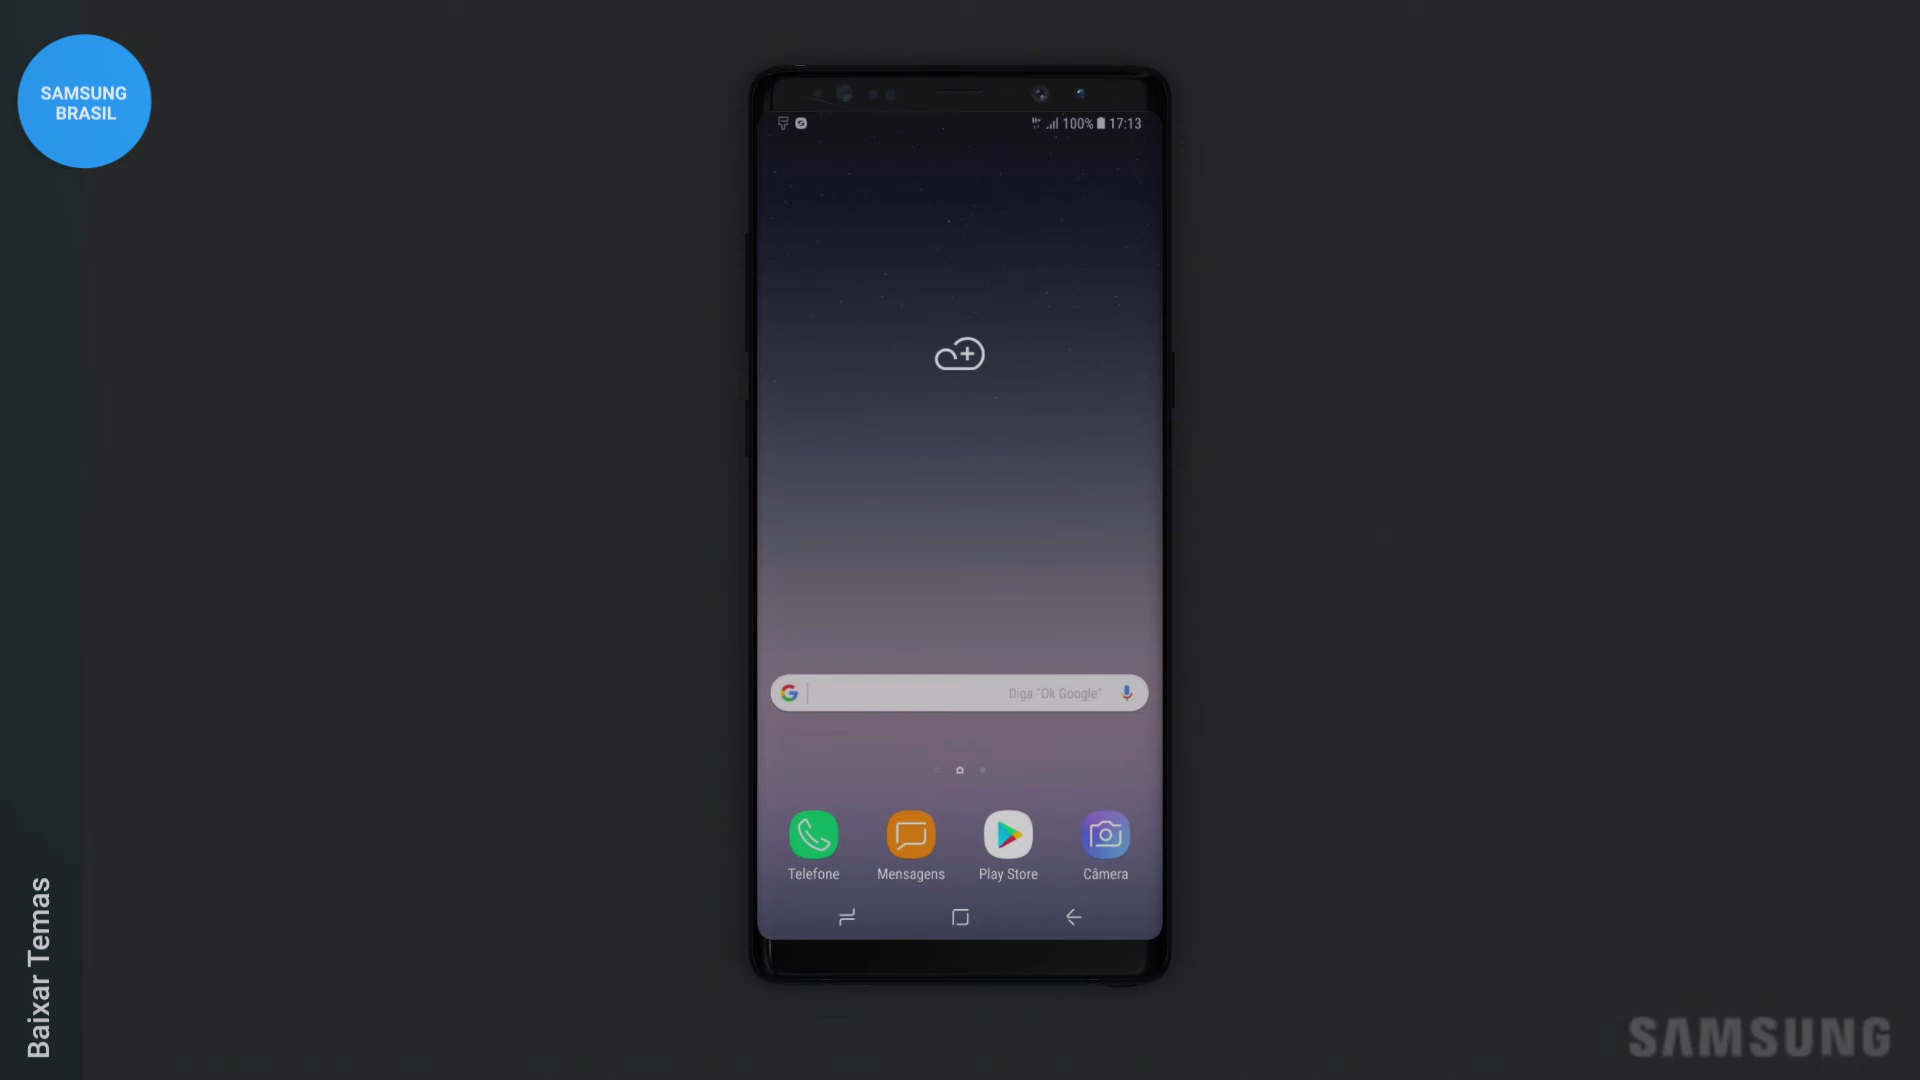 SAMSUNG
BRASIL
100% 17:13
Diga "Ok Google"
Telefone
Mensagens
Play Store
Câmera
Baixar Temas
SAMSUNG